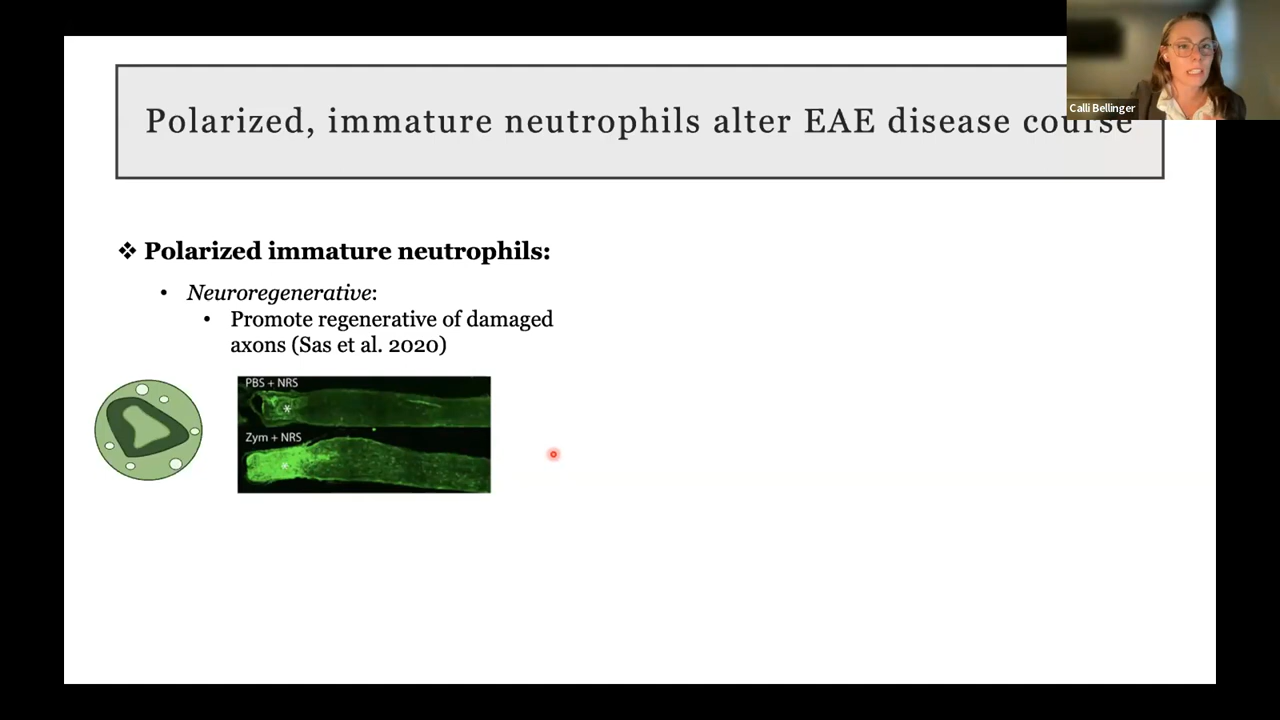 Polarized, immature neutrophils alter EAE disease course
Calli Bellinger
❖ Polarized immature neutrophils:
• Neuroregenerative:
• Promote regenerative of damaged
axons (Sas et al. 2020)
PBS + NRS
*
Zym + NRS
*